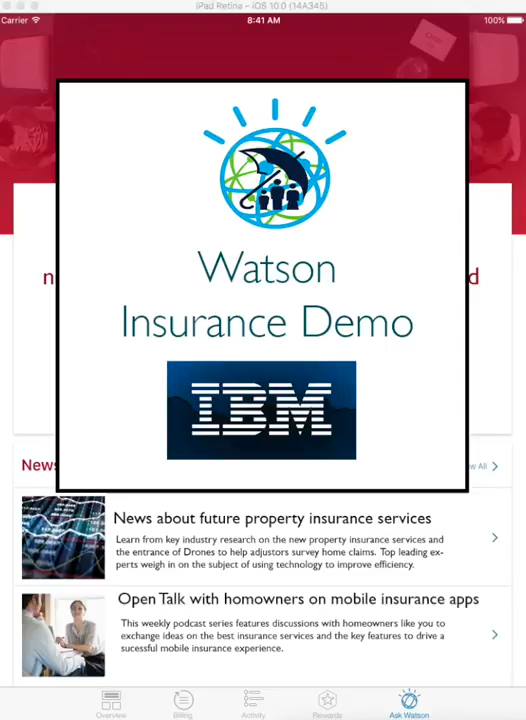 iPad Retina – iOS 10.0 (14A345)
Carrier 8:41 AM 100%
Watson
Insurance Demo
IBM
News
All
News about future property insurance services
Learn from key industry research on the new property insurance services and
the entrance of Drones to help adjustors survey home claims. Top leading ex-
perts weigh in on the subject of using technology to improve efficiency.
Open Talk with homowners on mobile insurance apps
This weekly podcast series features discussions with homeowners like you to
exchange ideas on the best insurance services and the key features to drive a
sucessful mobile insurance experience.
Overview Billing Activity Rewards Ask Watson